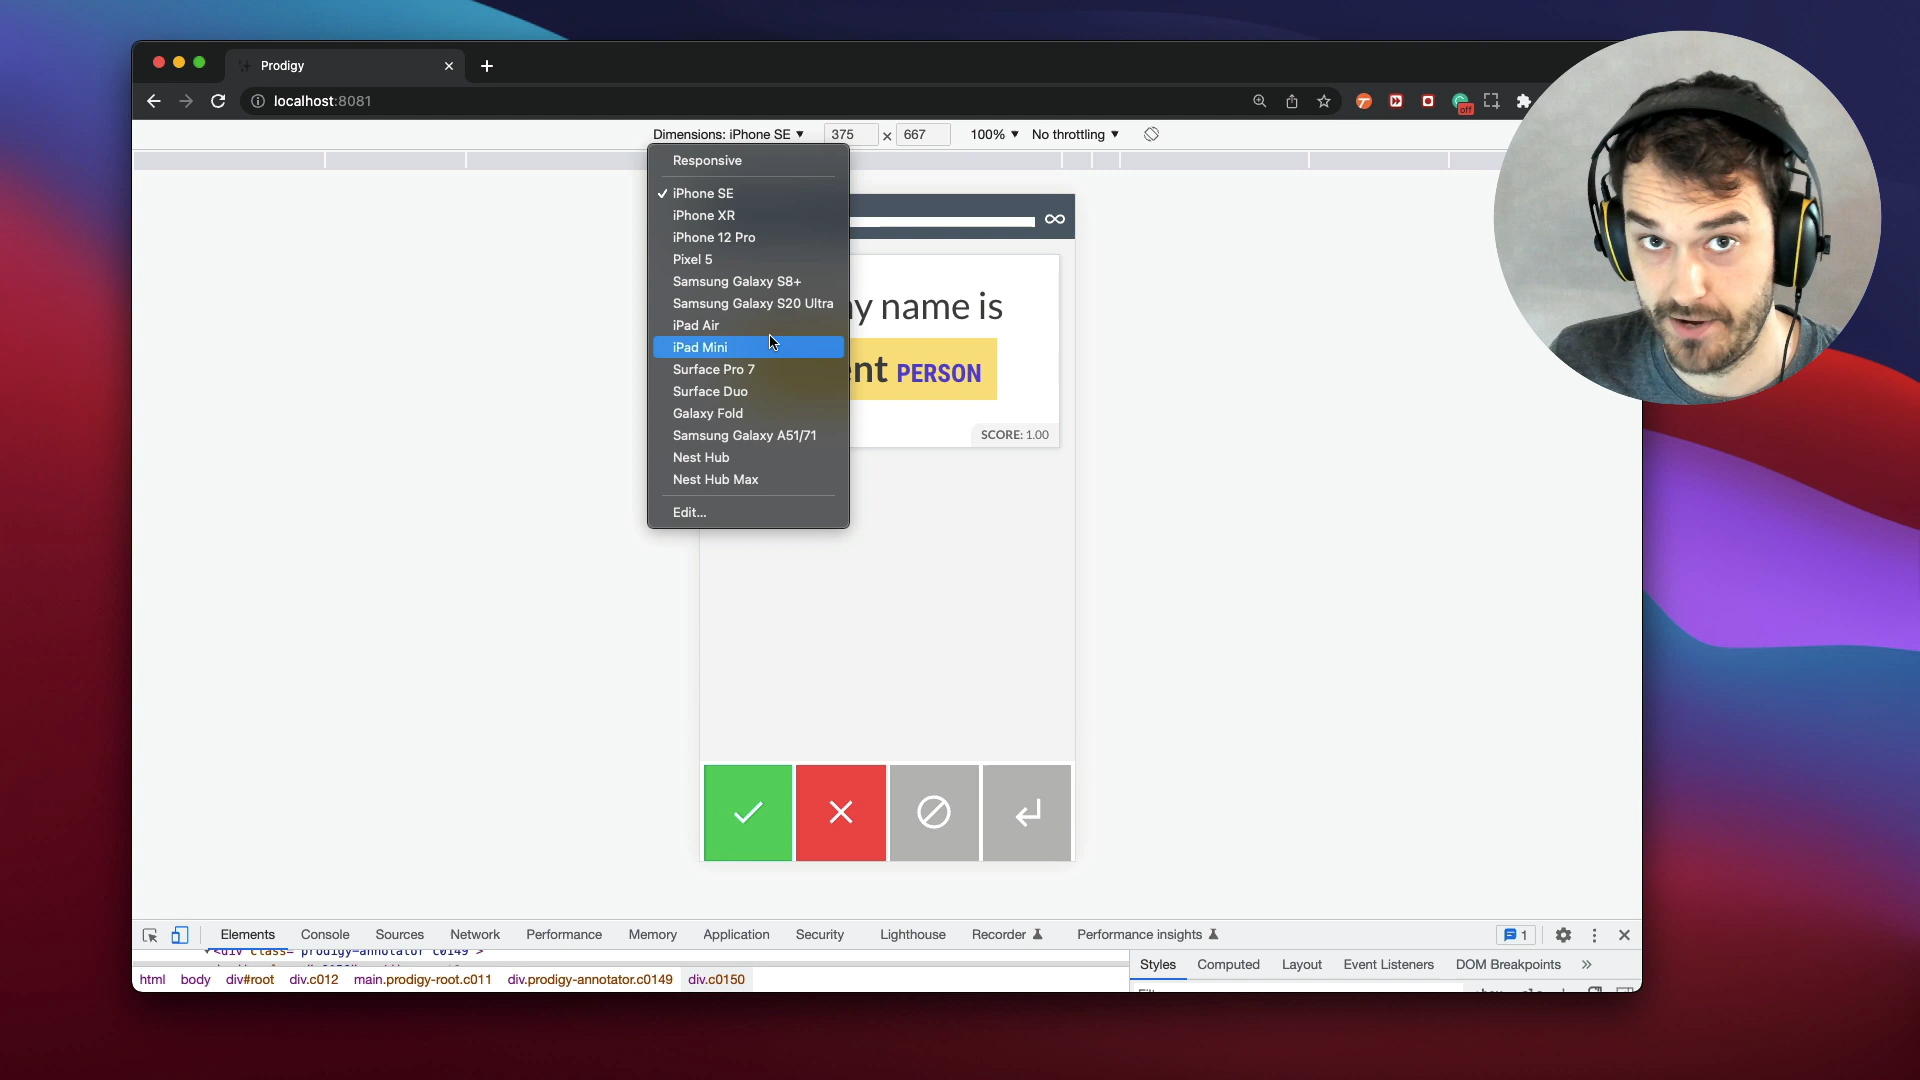 Prodigy
localhost:8081
off
Dimensions: iPhone SE ▼ 375 × 667 100% ▼ No throttling ▼
Responsive
✓ iPhone SE
iPhone XR
iPhone 12 Pro
Pixel 5
Samsung Galaxy S8+
Samsung Galaxy S20 Ultra
iPad Air
iPad Mini
Surface Pro 7
Surface Duo
Galaxy Fold
Samsung Galaxy A51/71
Nest Hub
Nest Hub Max
Edit...
name is
PERSON
SCORE: 1.00
Elements Console Sources Network Performance Memory Application Security Lighthouse Recorder Performance insights 1
html body div#root div.c012 main.prodigy-root.c011 div.prodigy-annotator.c0149 div.c0150
Styles Computed Layout Event Listeners DOM Breakpoints »